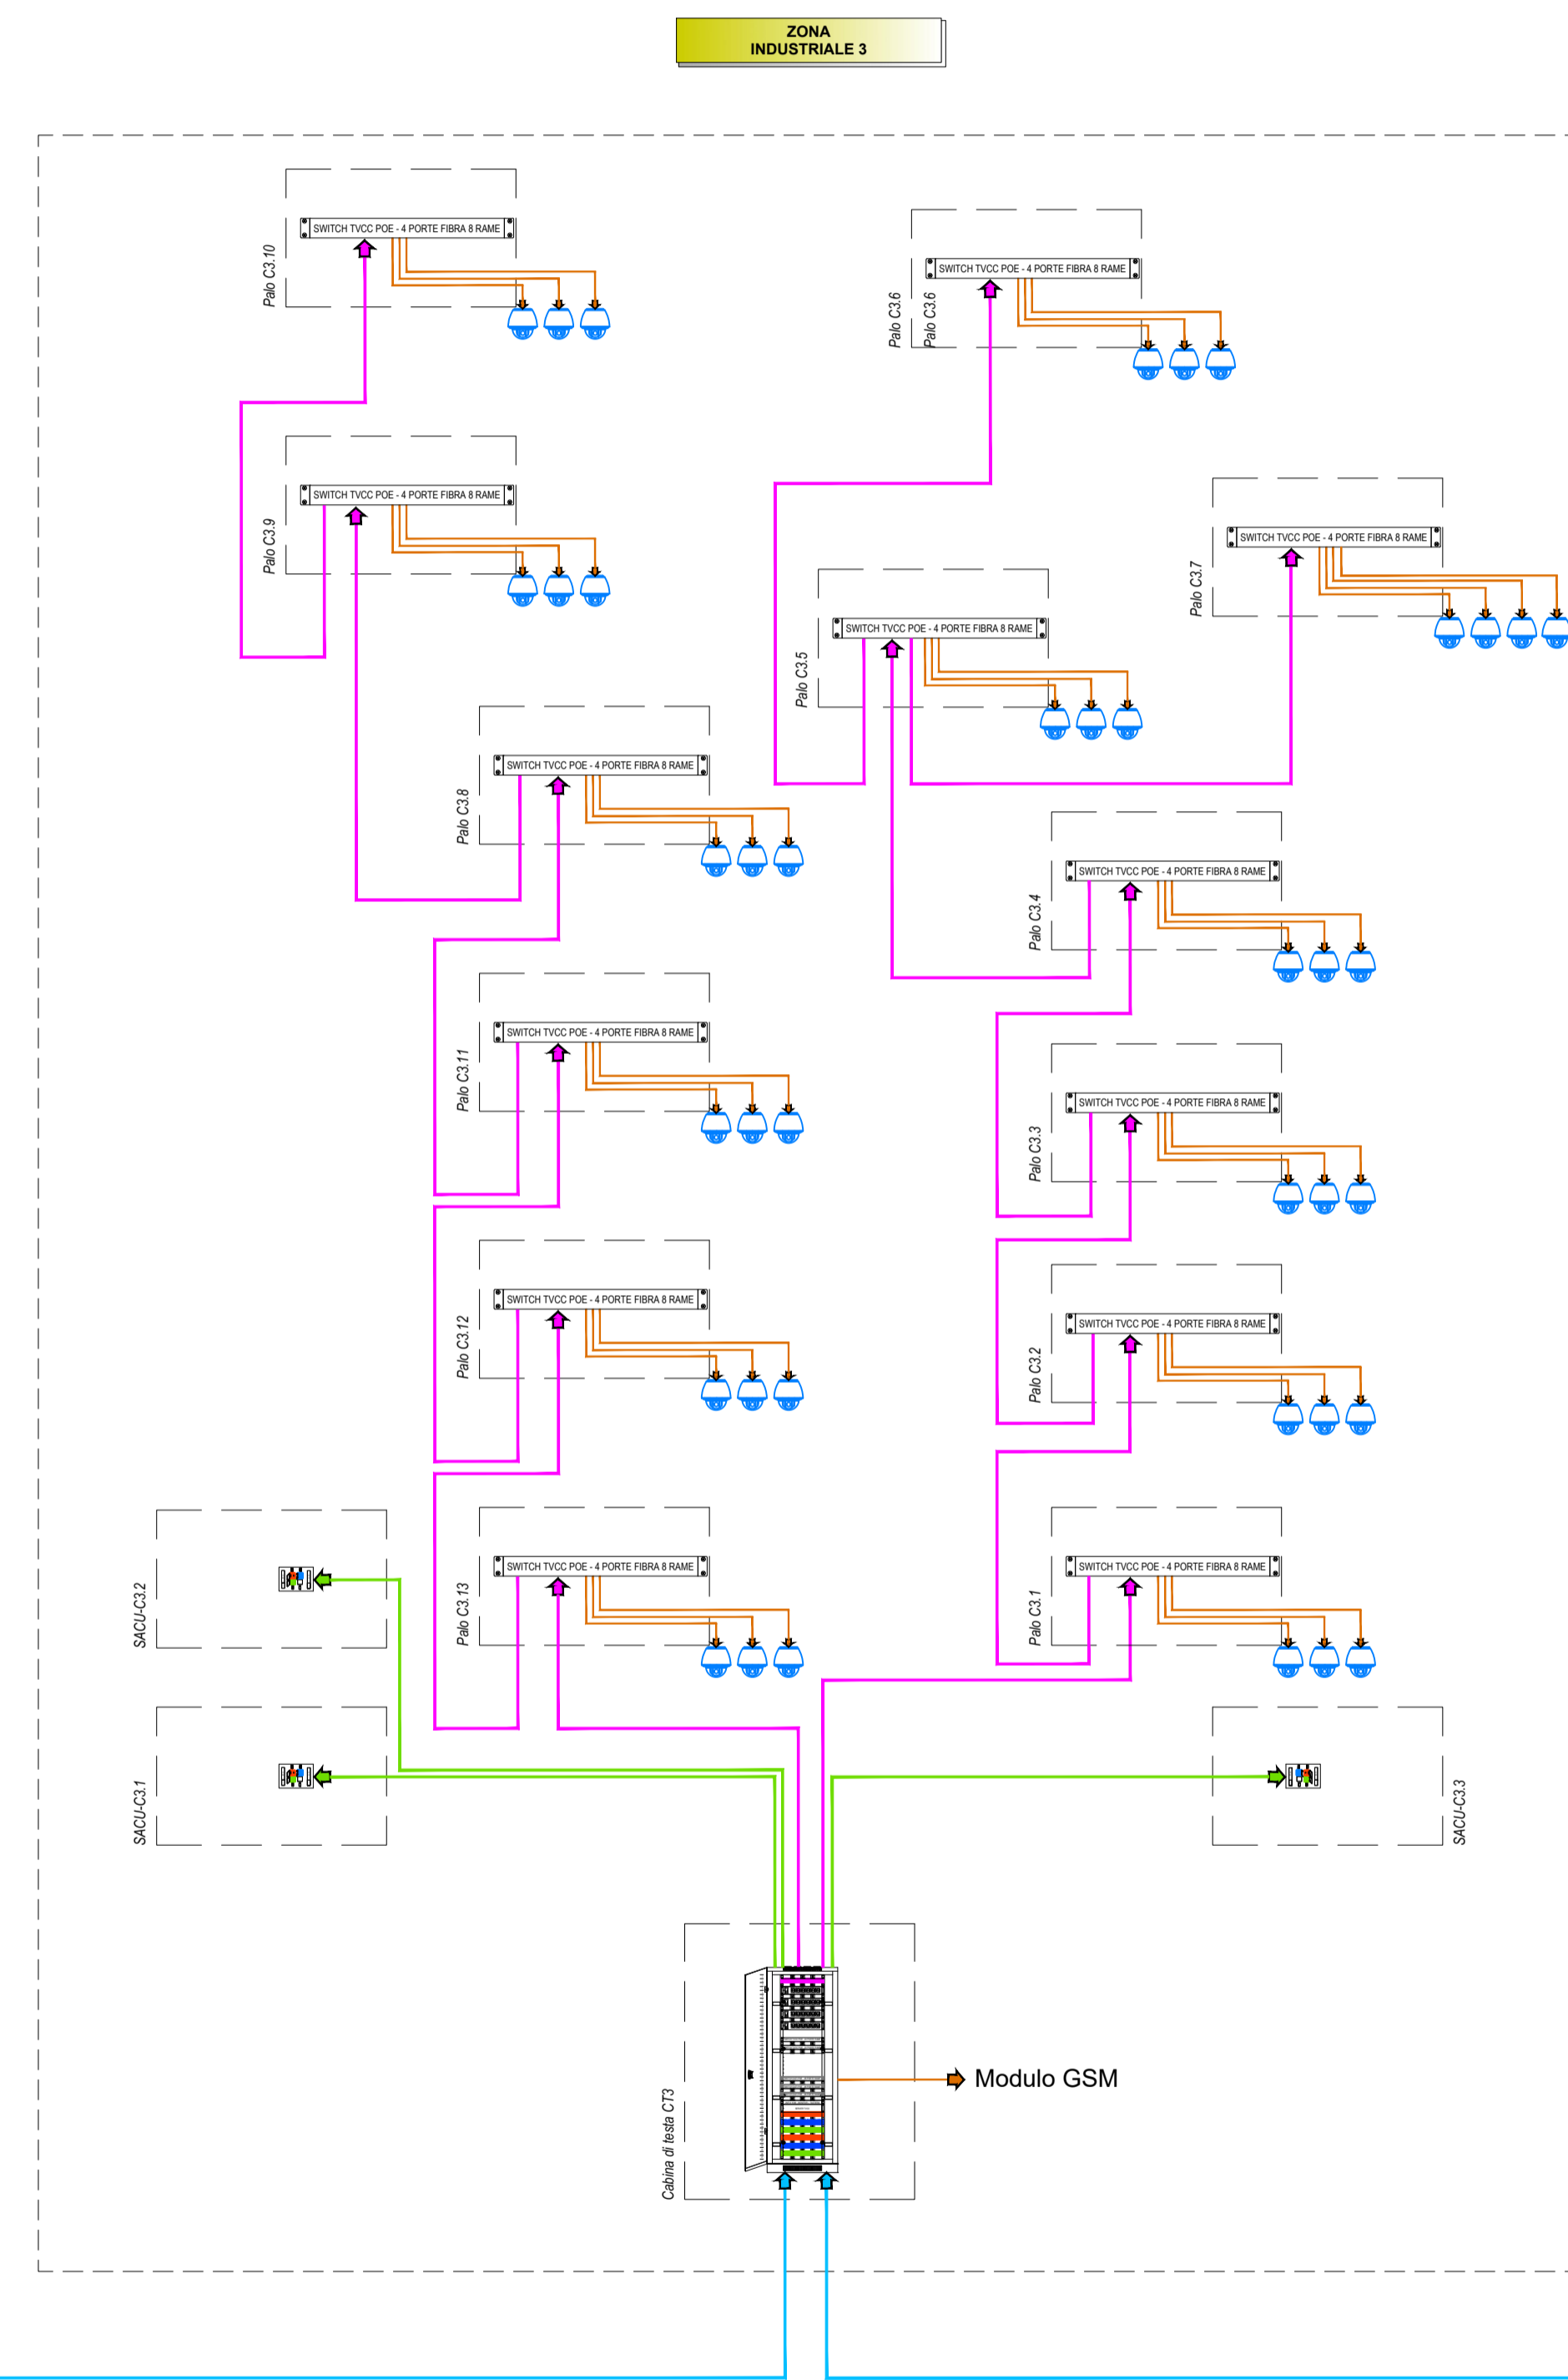 ZONA
INDUSTRIALE 3
SWITCH TVCC POE - 4 PORTE FIBRA 8 RAME
Palo C3.10
SWITCH TVCC POE - 4 PORTE FIBRA 8 RAME
Palo C3.6
Palo C3.6
SWITCH TVCC POE - 4 PORTE FIBRA 8 RAME
Palo C3.9
SWITCH TVCC POE - 4 PORTE FIBRA 8 RAME
Palo C3.7
SWITCH TVCC POE - 4 PORTE FIBRA 8 RAME
Palo C3.5
SWITCH TVCC POE - 4 PORTE FIBRA 8 RAME
Palo C3.8
SWITCH TVCC POE - 4 PORTE FIBRA 8 RAME
Palo C3.4
SWITCH TVCC POE - 4 PORTE FIBRA 8 RAME
Palo C3.11
SWITCH TVCC POE - 4 PORTE FIBRA 8 RAME
Palo C3.3
SWITCH TVCC POE - 4 PORTE FIBRA 8 RAME
Palo C3.12
SWITCH TVCC POE - 4 PORTE FIBRA 8 RAME
Palo C3.2
SWITCH TVCC POE - 4 PORTE FIBRA 8 RAME
Palo C3.13
SWITCH TVCC POE - 4 PORTE FIBRA 8 RAME
Palo C3.1
SACU-C3.2
SACU-C3.1
SACU-C3.3
Cabina di testa CT3
Modulo GSM